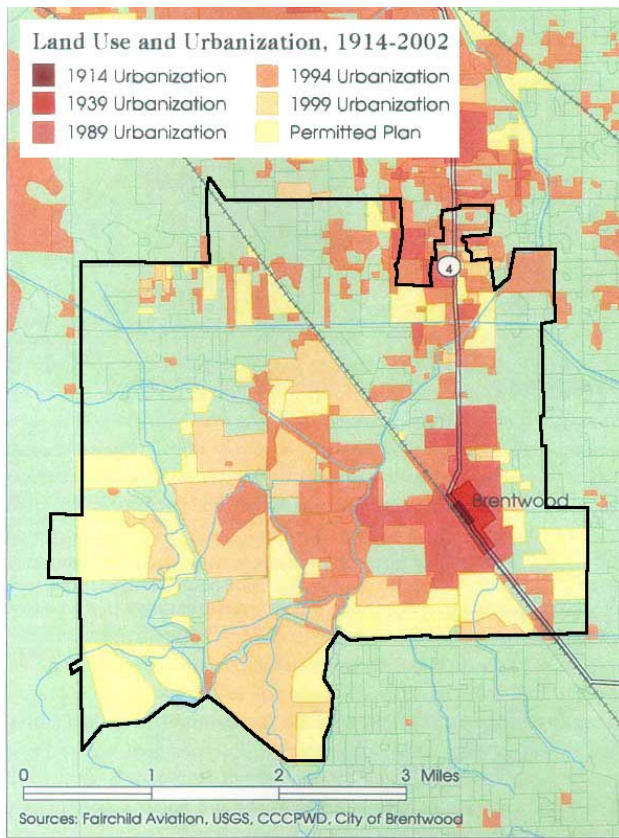 Land Use and Urbanization, 1914-2002
1914 Urbanization
1994 Urbanization
1939 Urbanization
1999 Urbanization
1989 Urbanization
Permitted Plan
4
Brentwood
0 1 2 3 Miles
Sources: Fairchild Aviation, USGS, CCCPWD, City of Brentwood